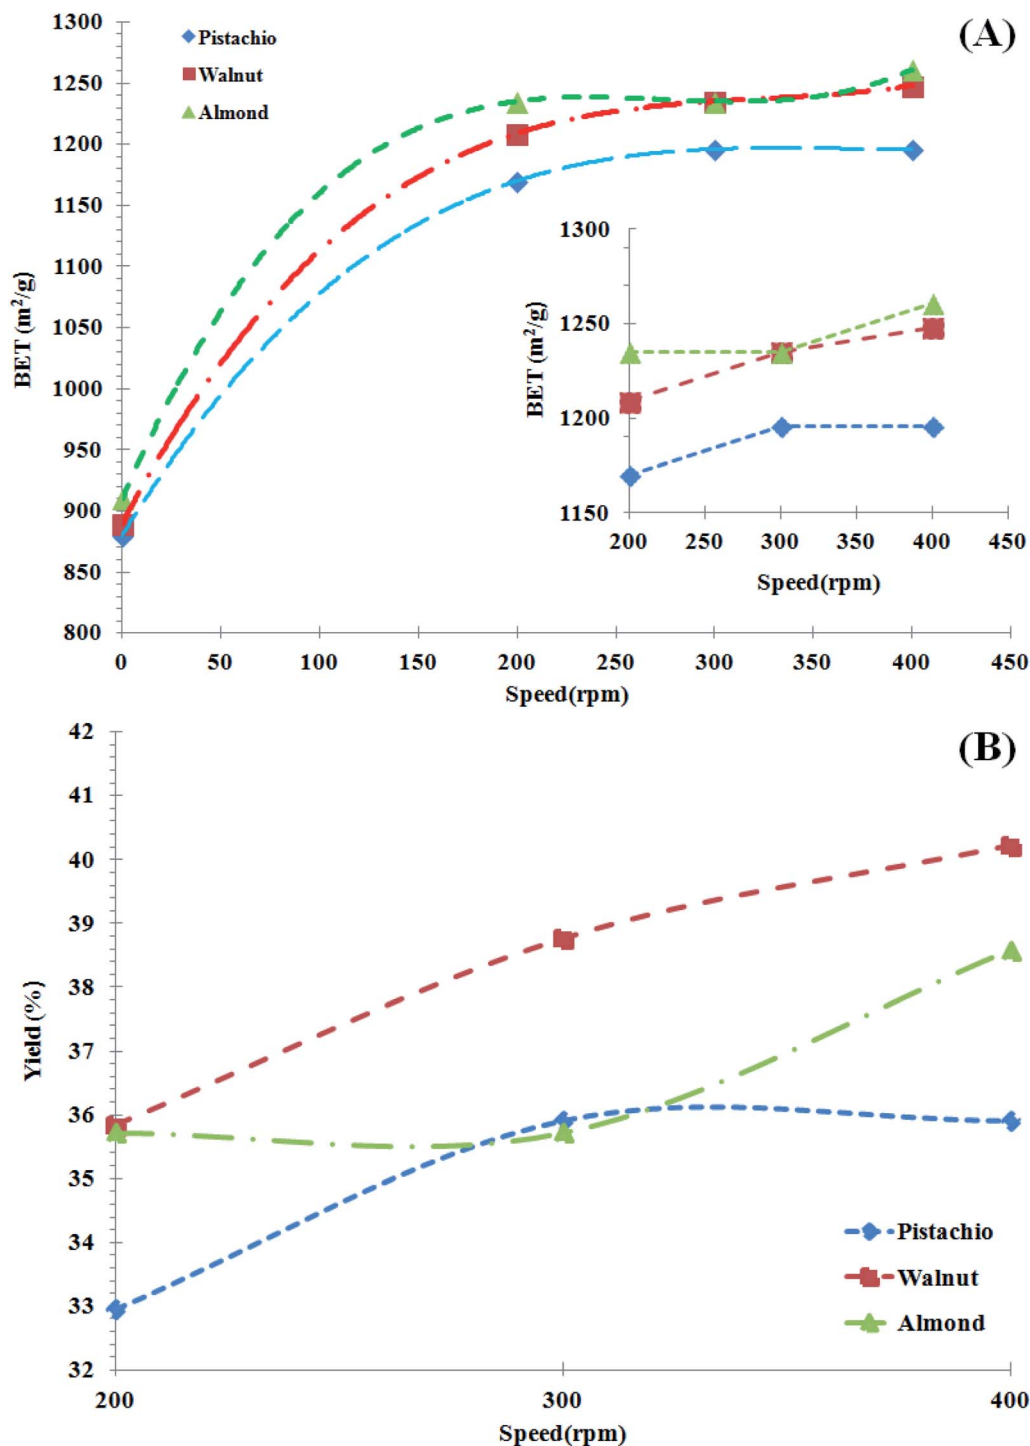 (A)
Pistachio
Walnut
Almond
1300
1250
1200
1150
1100
1050
1000
950
900
850
800
BET (m²/g)
0 50 100 150 200 250 300 350 400 450
Speed(rpm)
1300
1250
1200
1150
BET (m²/g)
200 250 300 350 400 450
Speed(rpm)
(B)
42
41
40
39
38
37
36
35
34
33
32
Yield (%)
Pistachio
Walnut
Almond
200 300 400
Speed(rpm)